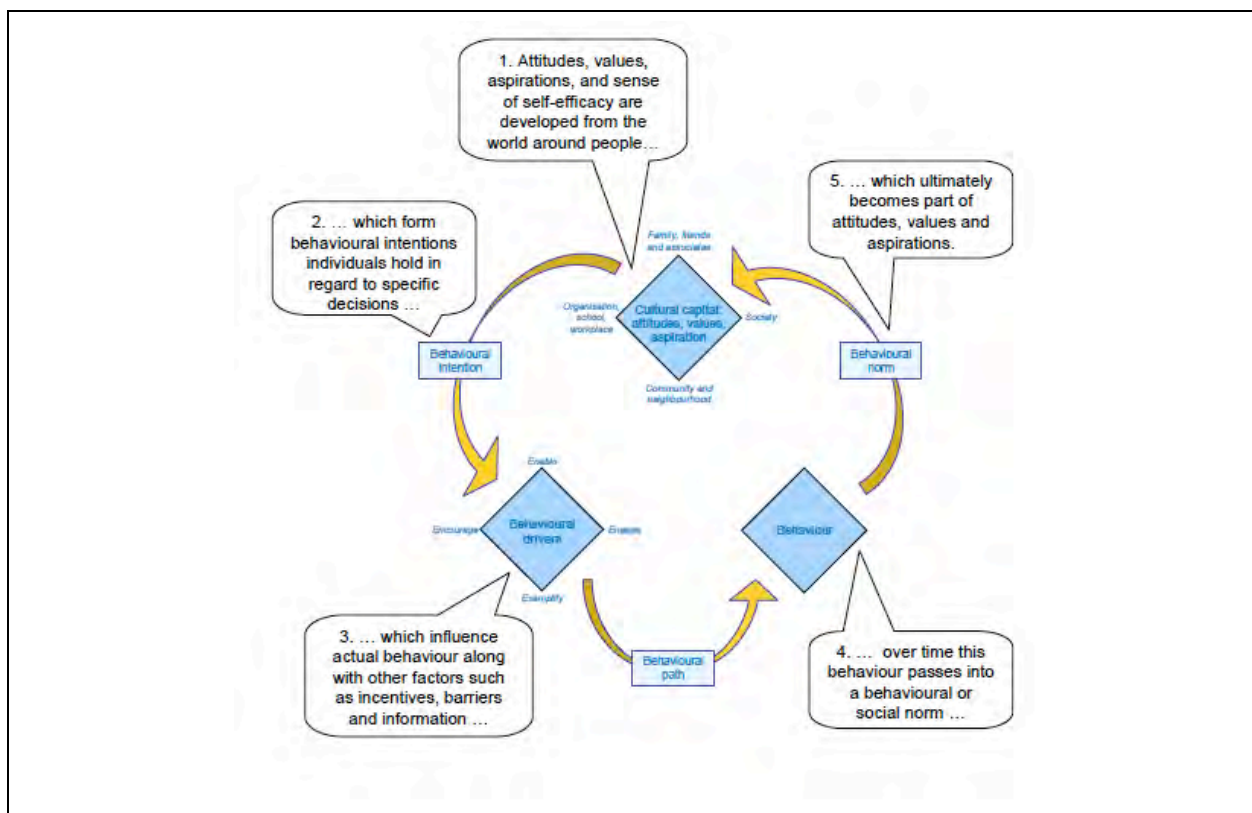 1. Attitudes, values,
aspirations, and sense
of self-efficacy are
developed from the
world around people…
5. … which ultimately
becomes part of
attitudes, values and
aspirations.
2. … which form
behavioural intentions
individuals hold in
regard to specific
decisions …
Family, friends
and associates
Organisation,
school,
workplace
Cultural capital:
attitudes, values,
aspiration
Society
Community and
neighbourhood
Behavioural
intention
Behavioural
norm
Enable
Encourage
Behavioural
drivers
Engage
Exemplify
Behaviour
3. … which influence
actual behaviour along
with other factors such
as incentives, barriers
and information …
Behavioural
path
4. … over time this
behaviour passes into
a behavioural or
social norm …